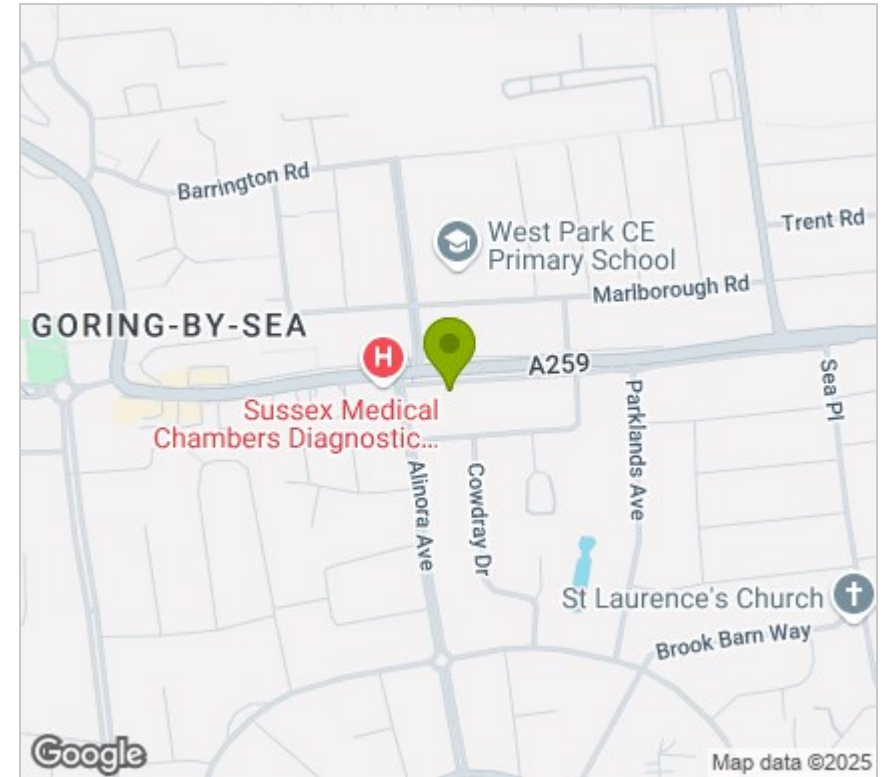 Barrington Rd
Trent Rd
West Park CE
Primary School
Marlborough Rd
GORING-BY-SEA
H
A259
Sussex Medical
Chambers Diagnostic...
Parklands Ave
Sea Pl
Alinora Ave
Cowdray Dr
St Laurence's Church
Brook Barn Way
Google
Map data ©2025